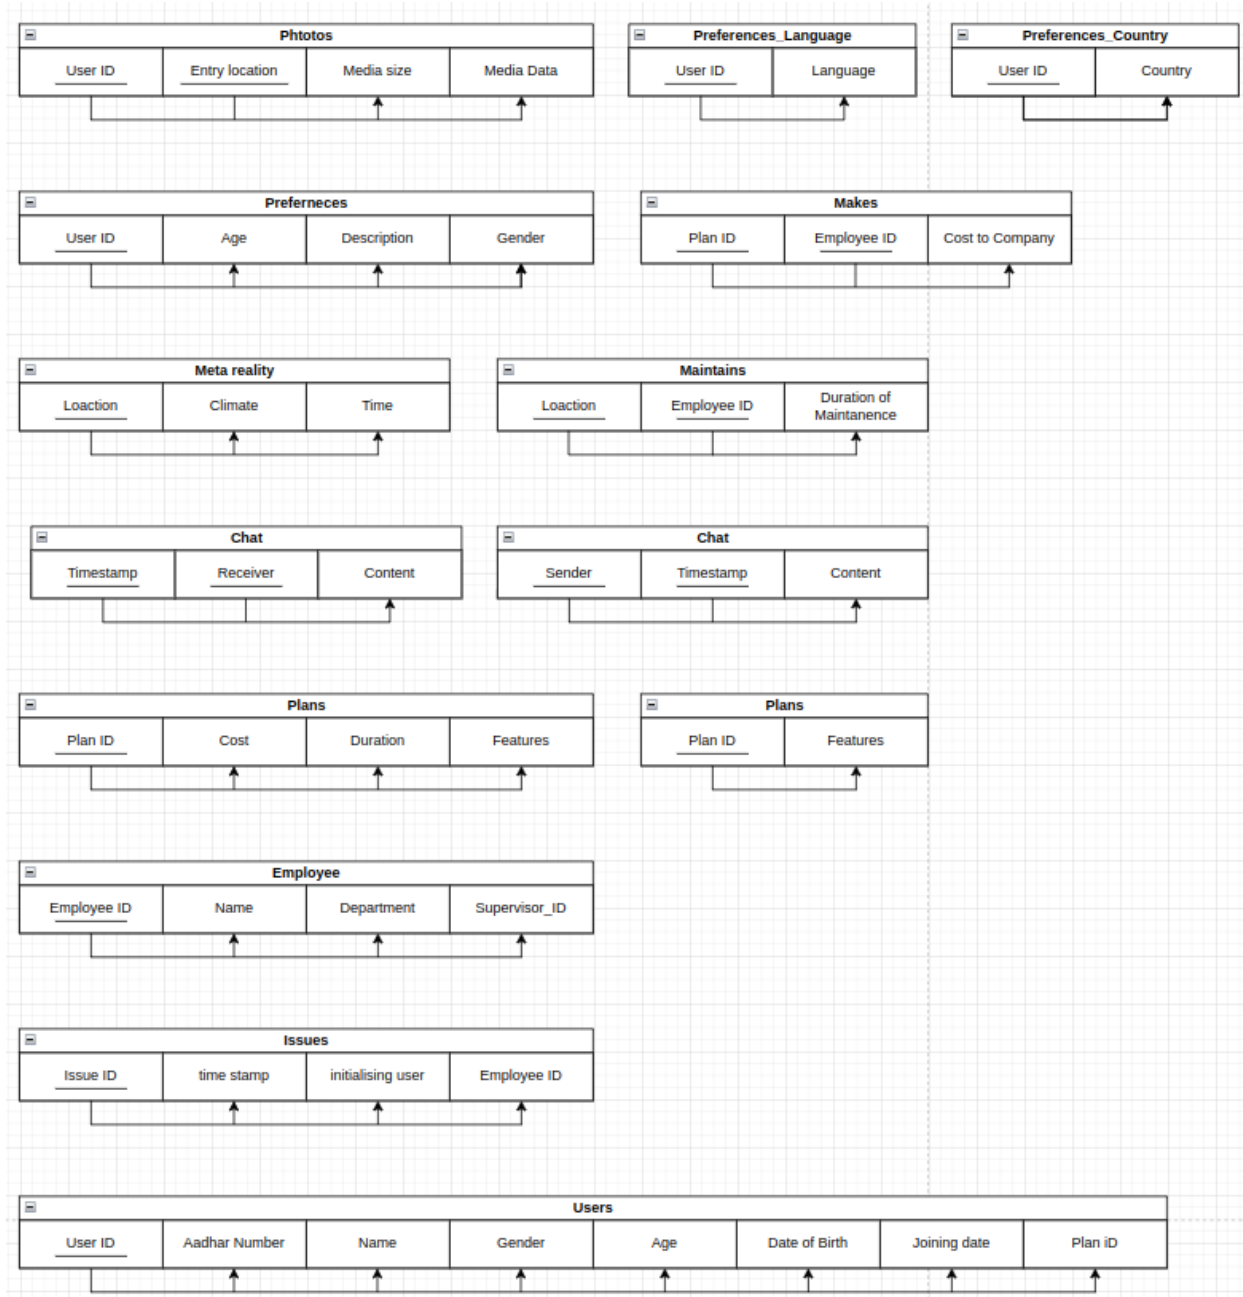 Phtotos
User ID Entry location Media size Media Data
Preferences_Language
User ID Language
Preferences_Country
User ID Country
Preferneces
User ID Age Description Gender
Makes
Plan ID Employee ID Cost to Company
Meta reality
Loaction Climate Time
Maintains
Loaction Employee ID Duration of
Maintanence
Chat
Timestamp Receiver Content
Chat
Sender Timestamp Content
Plans
Plan ID Cost Duration Features
Plans
Plan ID Features
Employee
Employee ID Name Department Supervisor_ID
Issues
Issue ID time stamp initialising user Employee ID
Users
User ID Aadhar Number Name Gender Age Date of Birth Joining date Plan iD